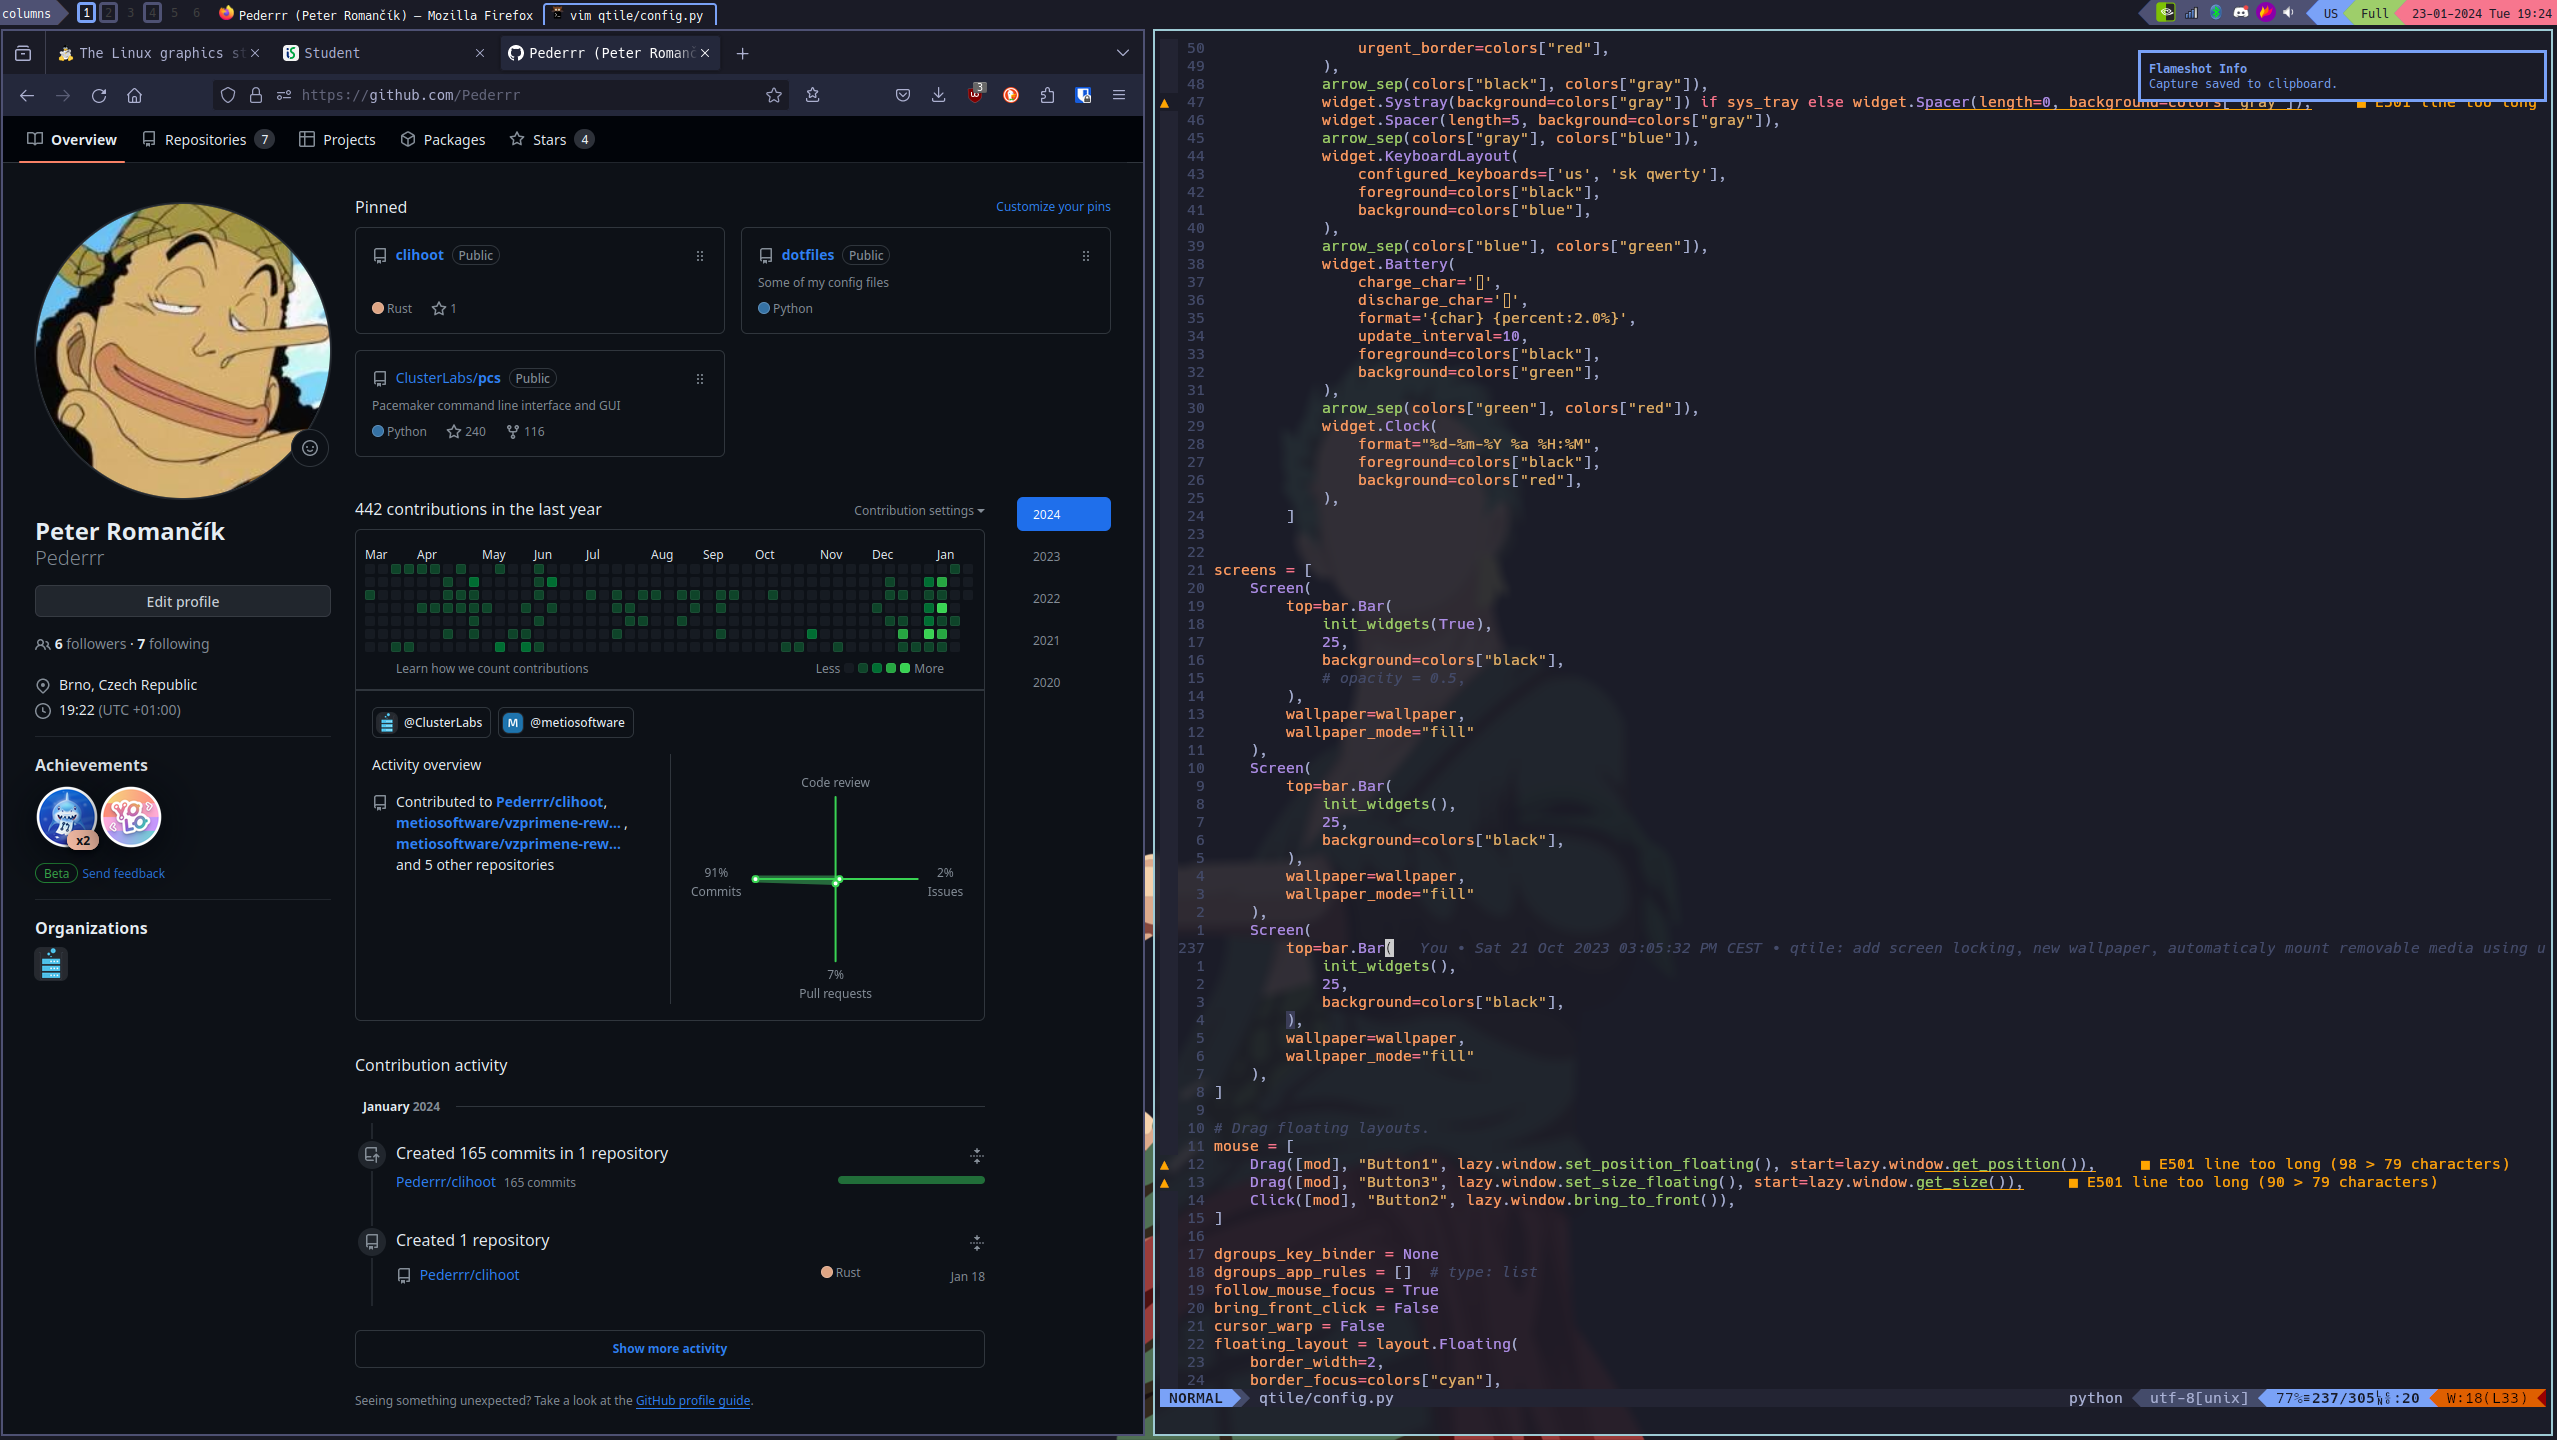 columns
1 2 3 4 5 6
Pederrr (Peter Romančík) — Mozilla Firefox
vim qtile/config.py
US
Full
23-01-2024 Tue 19:24
The Linux graphics st
Student
Pederrr (Peter Romanč
https://github.com/Pederrr
3
Overview
Repositories 7
Projects
Packages
Stars 4
Peter Romančík
Pederrr
Edit profile
6 followers · 7 following
Brno, Czech Republic
19:22 (UTC +01:00)
Achievements
x2
YOLO
Beta Send feedback
Organizations
Pinned
Customize your pins
clihoot Public
Rust 1
dotfiles Public
Some of my config files
Python
ClusterLabs/pcs Public
Pacemaker command line interface and GUI
Python 240 116
442 contributions in the last year
Contribution settings
2024
2023
2022
2021
2020
Mar Apr May Jun Jul Aug Sep Oct Nov Dec Jan
Learn how we count contributions
Less More
@ClusterLabs
M @metiosoftware
Activity overview
Contributed to Pederrr/clihoot,
metiosoftware/vzprimene-rew... ,
metiosoftware/vzprimene-rew...
and 5 other repositories
Code review
91%
Commits
2%
Issues
7%
Pull requests
Contribution activity
January 2024
Created 165 commits in 1 repository
Pederrr/clihoot 165 commits
Created 1 repository
Pederrr/clihoot
Rust
Jan 18
Show more activity
Seeing something unexpected? Take a look at the GitHub profile guide.
Flameshot Info
Capture saved to clipboard.
50 urgent_border=colors["red"],
49 ),
48 arrow_sep(colors["black"], colors["gray"]),
47 widget.Systray(background=colors["gray"]) if sys_tray else widget.Spacer(length=0, background=colors["gray"]), ■ E501 line too long
46 widget.Spacer(length=5, background=colors["gray"]),
45 arrow_sep(colors["gray"], colors["blue"]),
44 widget.KeyboardLayout(
43 configured_keyboards=['us', 'sk qwerty'],
42 foreground=colors["black"],
41 background=colors["blue"],
40 ),
39 arrow_sep(colors["blue"], colors["green"]),
38 widget.Battery(
37 charge_char='▯',
36 discharge_char='▯',
35 format='{char} {percent:2.0%}',
34 update_interval=10,
33 foreground=colors["black"],
32 background=colors["green"],
31 ),
30 arrow_sep(colors["green"], colors["red"]),
29 widget.Clock(
28 format="%d-%m-%Y %a %H:%M",
27 foreground=colors["black"],
26 background=colors["red"],
25 ),
24 ]
23
22
21 screens = [
20 Screen(
19 top=bar.Bar(
18 init_widgets(True),
17 25,
16 background=colors["black"],
15 # opacity = 0.5,
14 ),
13 wallpaper=wallpaper,
12 wallpaper_mode="fill"
11 ),
10 Screen(
9 top=bar.Bar(
8 init_widgets(),
7 25,
6 background=colors["black"],
5 ),
4 wallpaper=wallpaper,
3 wallpaper_mode="fill"
2 ),
1 Screen(
237 top=bar.Bar( You • Sat 21 Oct 2023 03:05:32 PM CEST • qtile: add screen locking, new wallpaper, automaticaly mount removable media using u
1 init_widgets(),
2 25,
3 background=colors["black"],
4 ),
5 wallpaper=wallpaper,
6 wallpaper_mode="fill"
7 ),
8 ]
9
10 # Drag floating layouts.
11 mouse = [
12 Drag([mod], "Button1", lazy.window.set_position_floating(), start=lazy.window.get_position()), ■ E501 line too long (98 > 79 characters)
13 Drag([mod], "Button3", lazy.window.set_size_floating(), start=lazy.window.get_size()), ■ E501 line too long (90 > 79 characters)
14 Click([mod], "Button2", lazy.window.bring_to_front()),
15 ]
16
17 dgroups_key_binder = None
18 dgroups_app_rules = [] # type: list
19 follow_mouse_focus = True
20 bring_front_click = False
21 cursor_warp = False
22 floating_layout = layout.Floating(
23 border_width=2,
24 border_focus=colors["cyan"],
NORMAL qtile/config.py python utf-8[unix] 77%≡237/305 :20 W:18(L33)